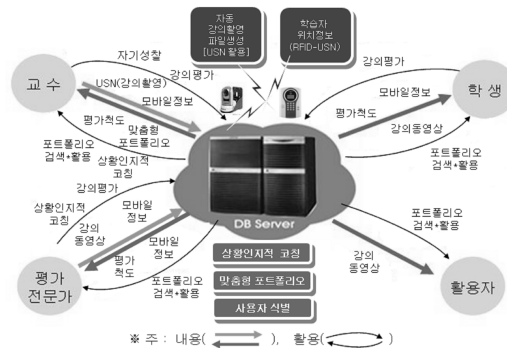 자동
강의촬영
파일생성
[USN 활용]
학습자
위치정보
(RFID-USN)
교 수
자기성찰
강의평가
USN(강의촬영)
모바일정보
평가척도
맞춤형
포트폴리오
포트폴리오
검색+활용
상황인지적
코칭
강의평가
모바일정보
평가척도
강의동영상
학 생
포트폴리오
검색+활용
DB Server
상황인지적
코칭
강의평가
모바일
정보
강의
동영상
평가
척도
모바일
정보
평가
전문가
포트폴리오
검색+활용
상황인지적 코칭
맞춤형 포트폴리오
사용자 식별
포트폴리오
검색+활용
강의
동영상
활용자
※ 주 : 내용( ), 활용( )